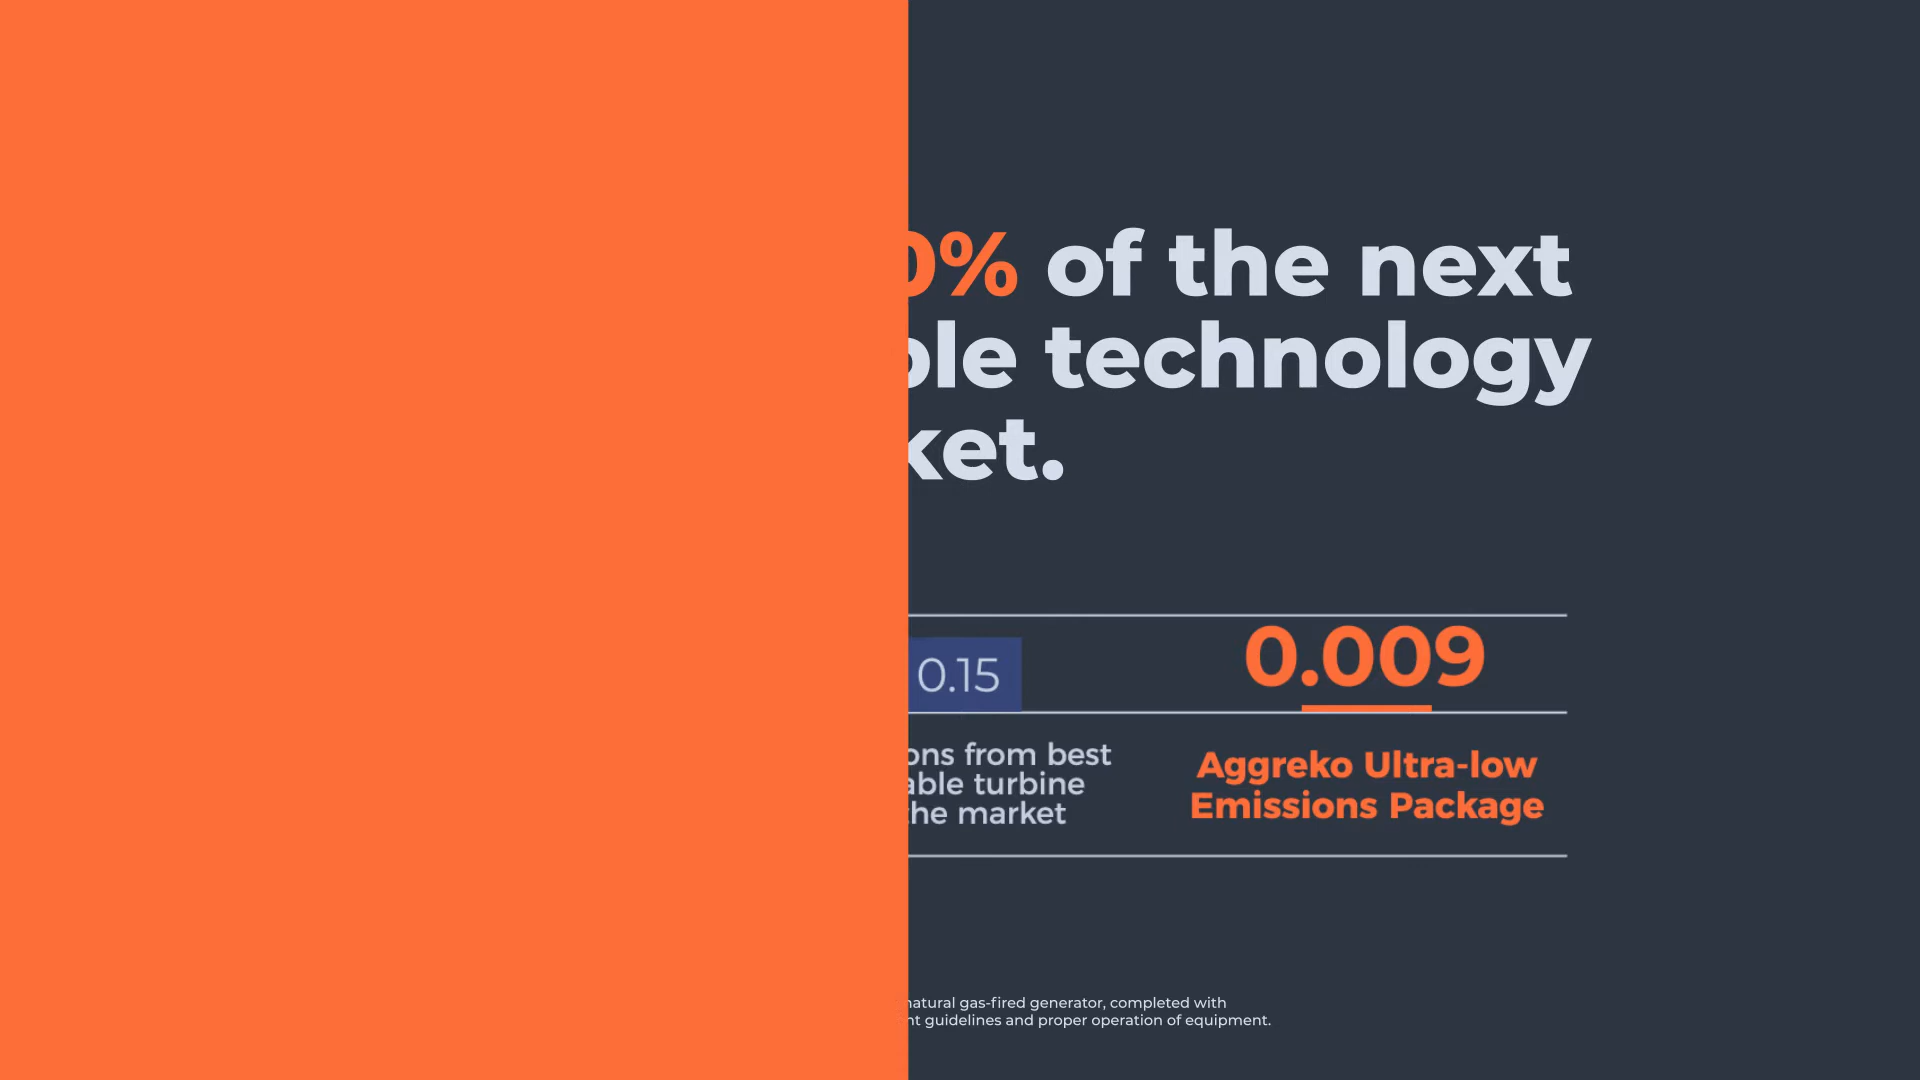 0% of the next
ble technology
ket.
0.15
0.009
ons from best
able turbine
the market
Aggreko Ultra-low
Emissions Package
natural gas-fired generator, completed with
nt guidelines and proper operation of equipment.